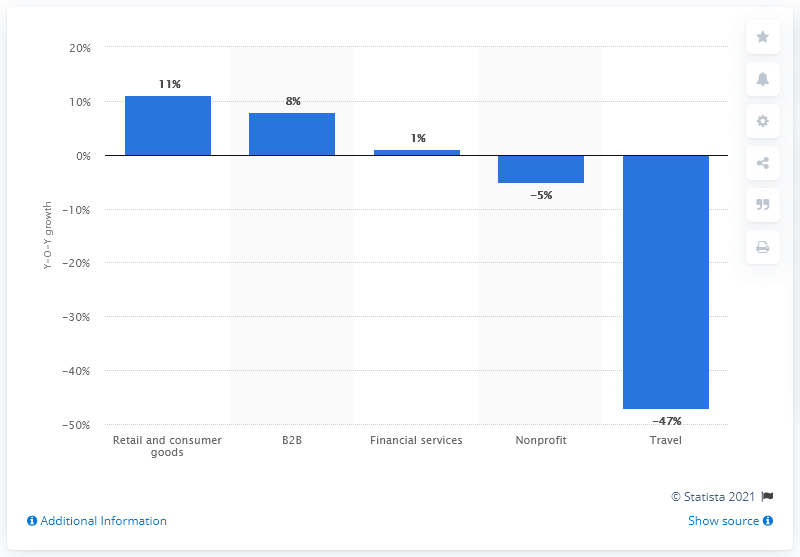 20%
10%
0%
-10%
-20%
-30%
-40%
-50%
Y-O-Y growth
11%
8%
1%
-5%
-47%
Retail and consumer
goods
B2B
Financial services
Nonprofit
Travel
© Statista 2021
Additional Information
Show source